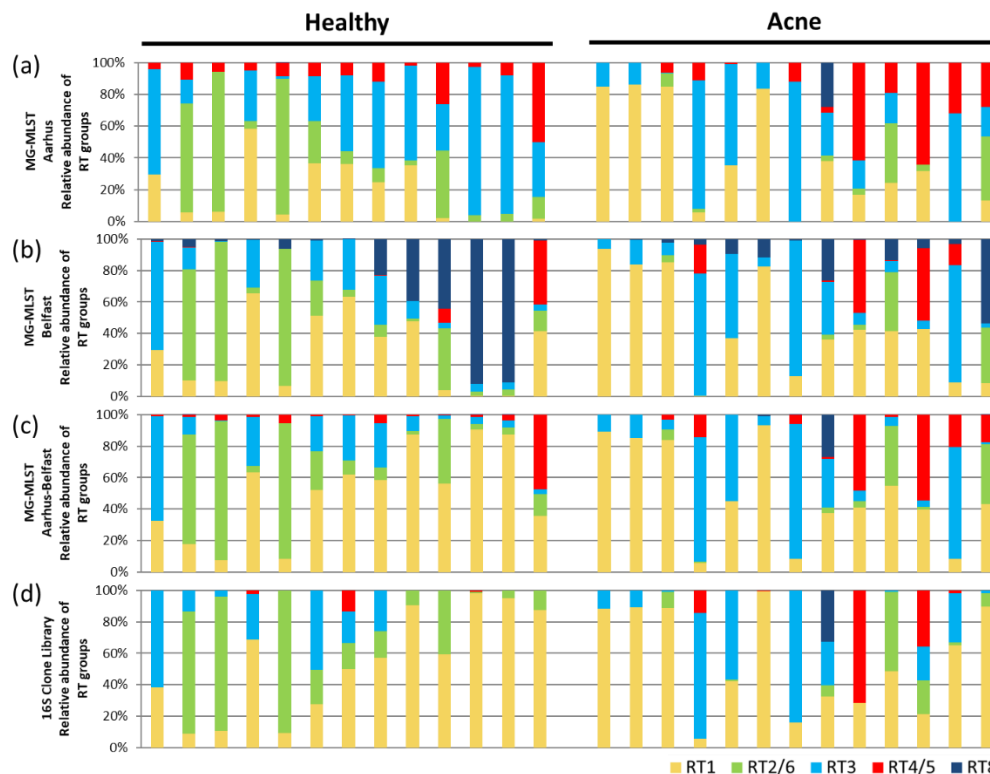 Healthy
Acne
(a)
MG-MLST
Aarhus
Relative abundance of
RT groups
100%
80%
60%
40%
20%
0%
(b)
MG-MLST
Belfast
Relative abundance of
RT groups
100%
80%
60%
40%
20%
0%
(c)
MG-MLST
Aarhus-Belfast
Relative abundance of
RT groups
100%
80%
60%
40%
20%
0%
(d)
16S Clone Library
Relative abundance of
RT groups
100%
80%
60%
40%
20%
0%
RT1 RT2/6 RT3 RT4/5 RT8